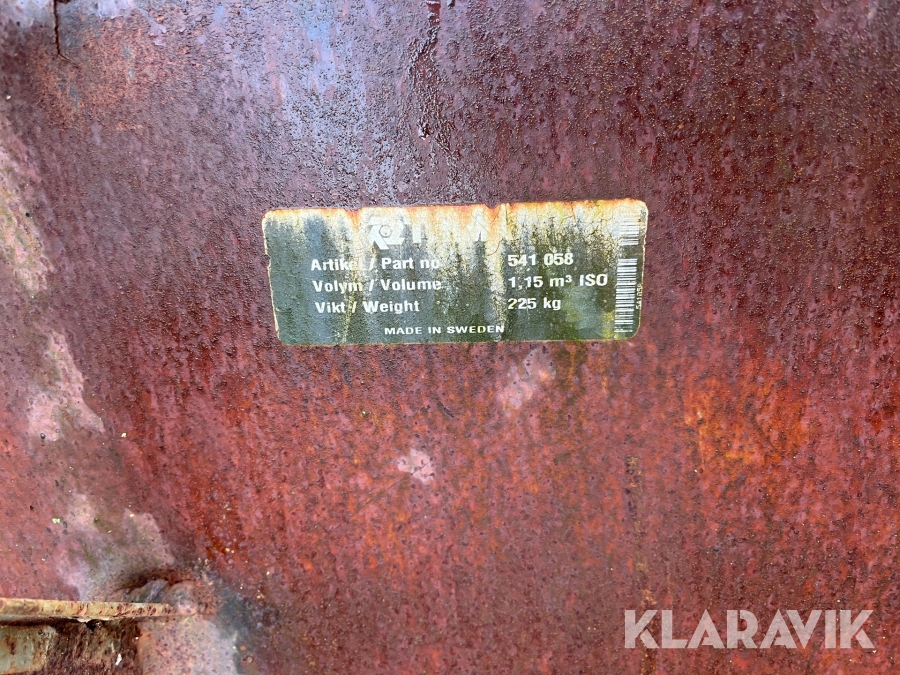 Artikel / Part no 541 058
Volym / Volume 1,15 m³ ISO
Vikt / Weight 225 kg
MADE IN SWEDEN
KLARAVIK